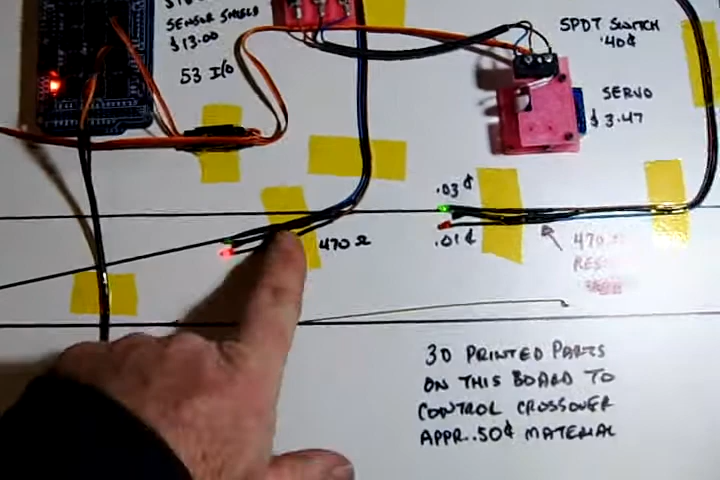 SENSOR SHIELD
$13.00
53 I/O
SPDT SWITCH
.40¢
SERVO
$3.47
.03¢
.01¢
470 Ω
470
30 PRINTED PARTS
ON THIS BOARD TO
CONTROL CROSSOVER
APPR. .50¢ MATERIAL